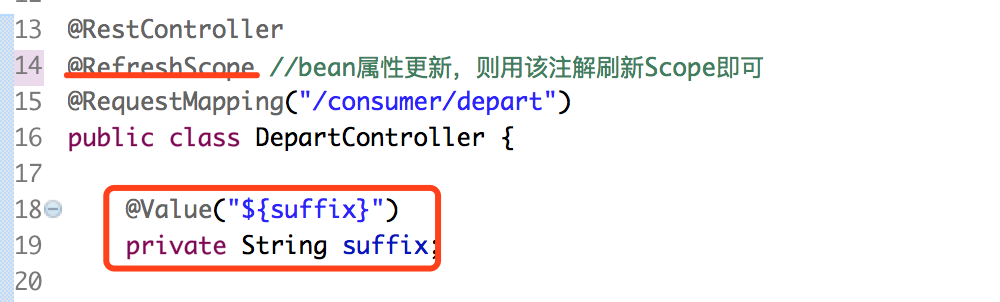 13 @RestController
14 @RefreshScope //bean属性更新，则用该注解刷新Scope即可
15 @RequestMapping("/consumer/depart")
16 public class DepartController {
17
18 @Value("${suffix}")
19 private String suffix;
20